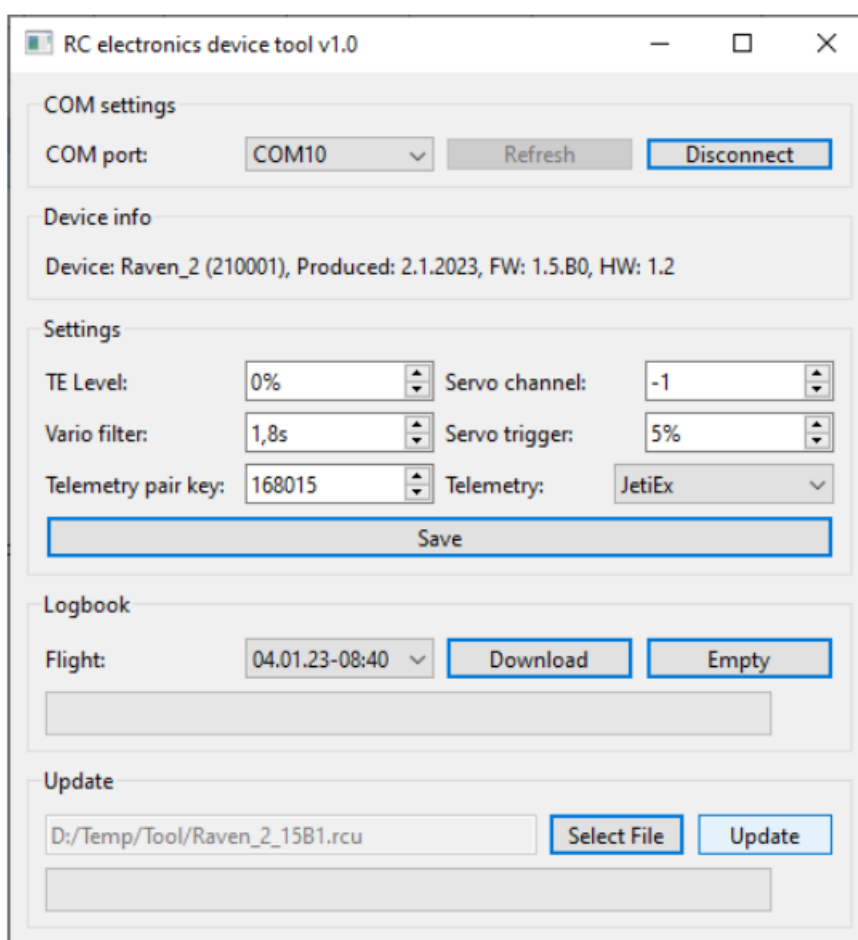 RC electronics device tool v1.0
COM settings
COM port: COM10 Refresh Disconnect
Device info
Device: Raven_2 (210001), Produced: 2.1.2023, FW: 1.5.B0, HW: 1.2
Settings
TE Level: 0% Servo channel: -1
Vario filter: 1,8s Servo trigger: 5%
Telemetry pair key: 168015 Telemetry: JetiEx
Save
Logbook
Flight: 04.01.23-08:40 Download Empty
Update
D:/Temp/Tool/Raven_2_15B1.rcu Select File Update